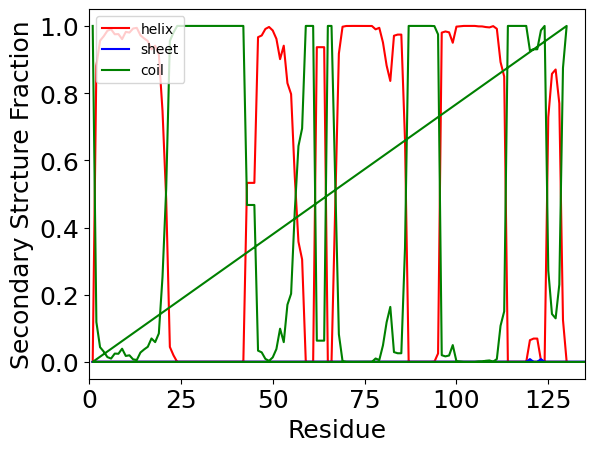 helix
sheet
coil
Secondary Strcture Fraction
1.0
0.8
0.6
0.4
0.2
0.0
0 25 50 75 100 125
Residue